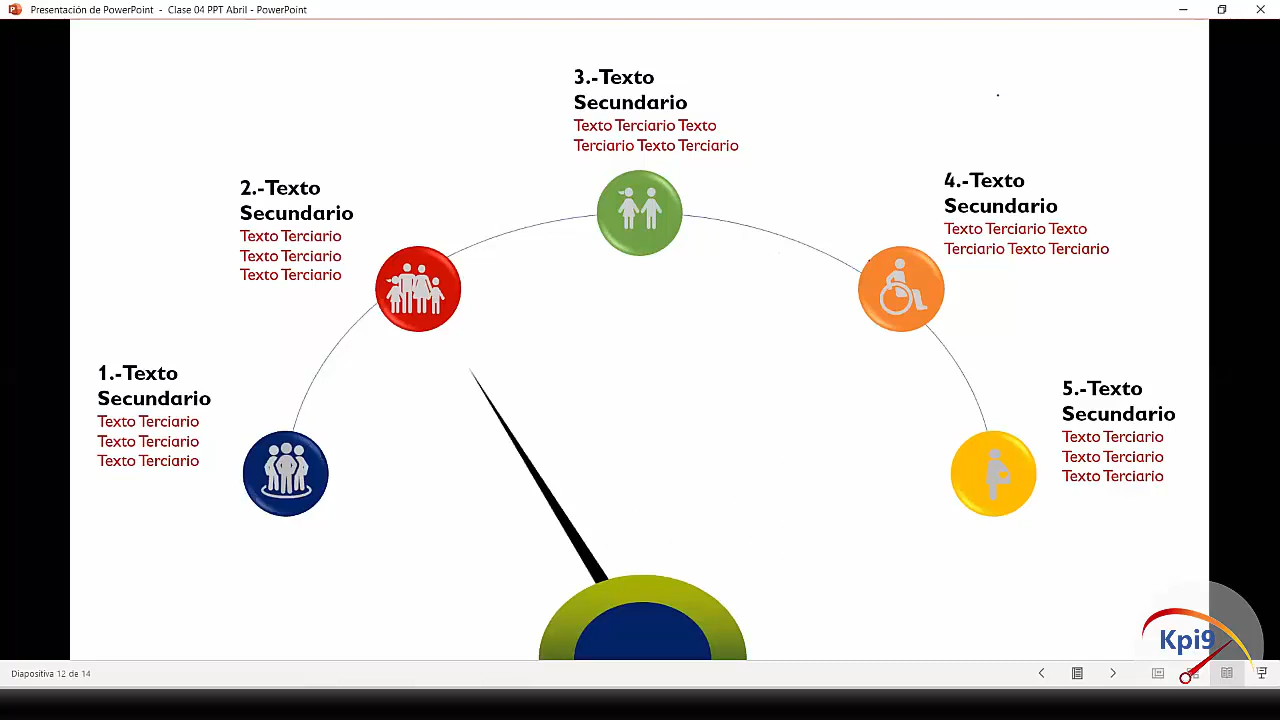 Presentación de PowerPoint - Clase 04 PPT Abril - PowerPoint
3.-Texto
Secundario
Texto Terciario Texto
Terciario Texto Terciario
2.-Texto
Secundario
Texto Terciario
Texto Terciario
Texto Terciario
4.-Texto
Secundario
Texto Terciario Texto
Terciario Texto Terciario
1.-Texto
Secundario
Texto Terciario
Texto Terciario
Texto Terciario
5.-Texto
Secundario
Texto Terciario
Texto Terciario
Texto Terciario
Kpi9
Diapositiva 12 de 14